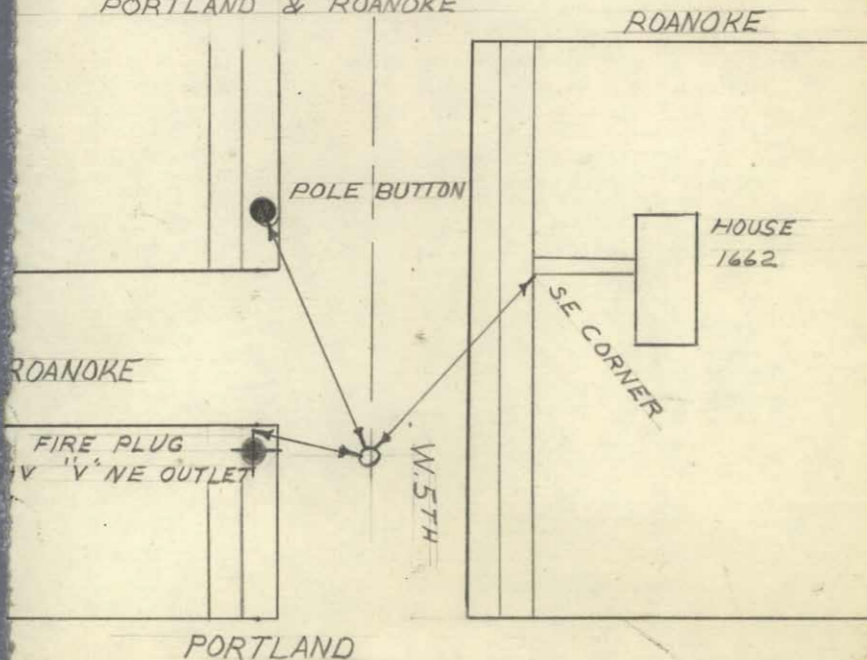 PORTLAND & ROANOKE
ROANOKE
POLE BUTTON
HOUSE
1662
S.E CORNER
ROANOKE
FIRE PLUG
"V" NE OUTLET
W. 5TH
PORTLAND